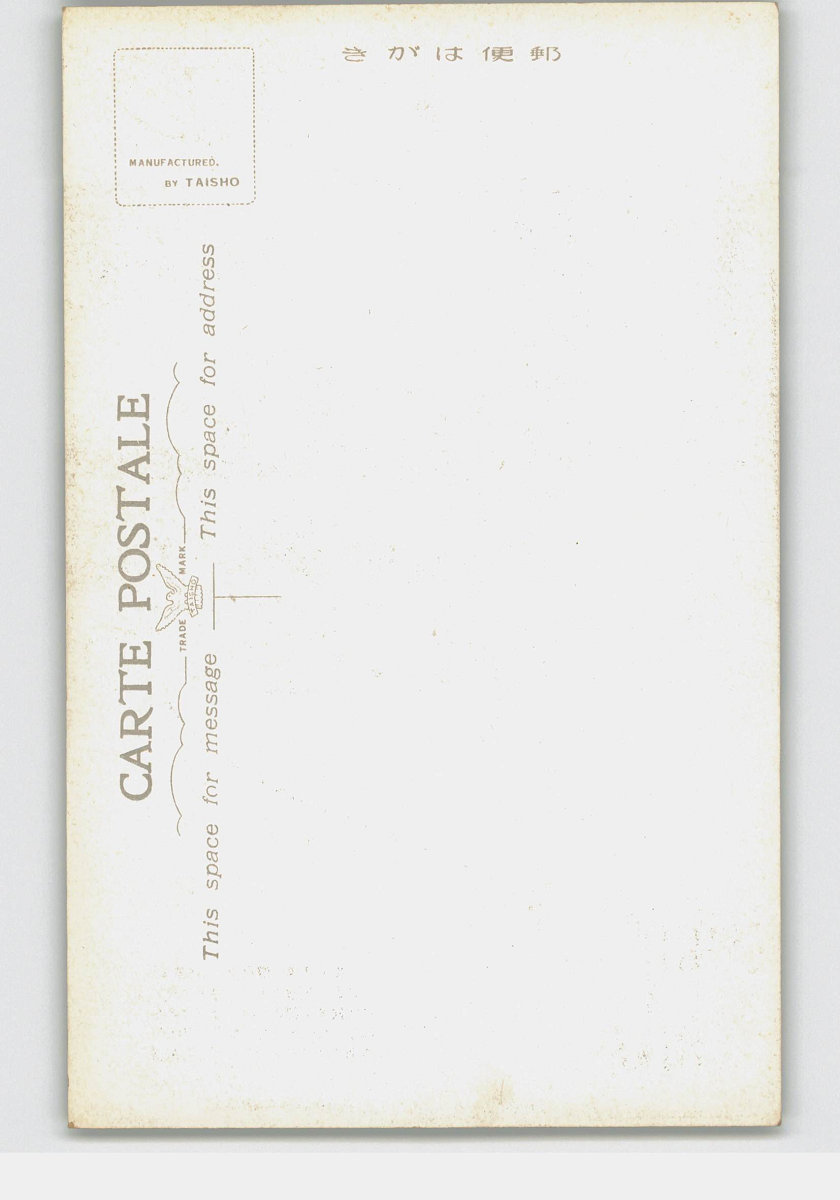 きがは便郵
MANUFACTURED.
BY TAISHO
CARTE POSTALE
TRADE MARK
TAISHO
This space for message
This space for address